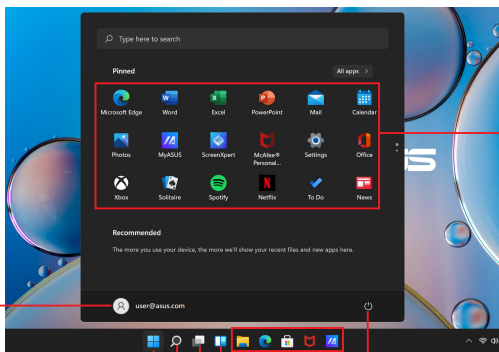 Type here to search
Pinned
All apps >
Microsoft Edge Word Excel PowerPoint Mail Calendar
Photos MyASUS ScreenXpert McAfee® Personal... Settings Office
Xbox Solitaire Spotify Netflix To Do News
Recommended
The more you use your device, the more we'll show your recent files and new apps here.
user@asus.com